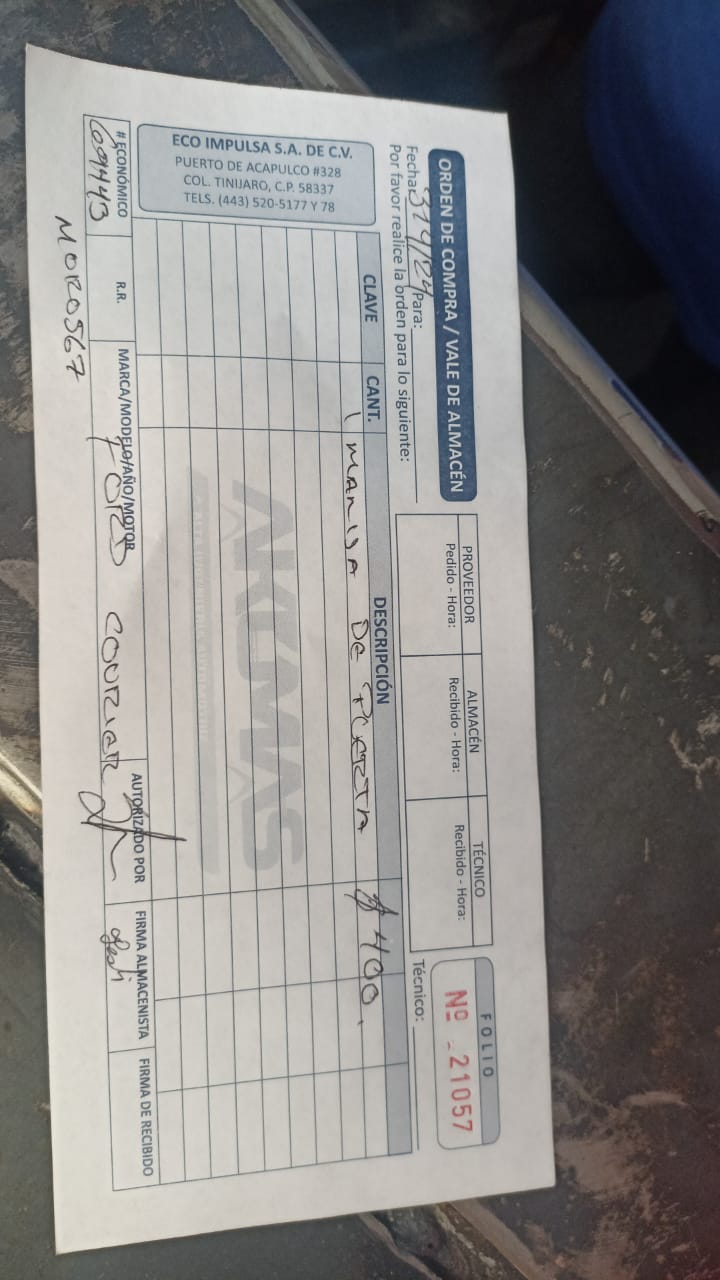 ORDEN DE COMPRA / VALE DE ALMACÉN
Fecha: 31 4/24 Para:
Por favor realice la orden para lo siguiente:
PROVEEDOR
Pedido - Hora:
ALMACÉN
Recibido - Hora:
TÉCNICO
Recibido - Hora:
FOLIO
Nº 21057
Técnico:
CLAVE CANT. DESCRIPCIÓN
1 MANIJA DE PUERTA $400.
AKUMAS
ECO IMPULSA S.A. DE C.V.
PUERTO DE ACAPULCO #328
COL. TINIJARO, C.P. 58337
TELS. (443) 520-5177 Y 78
#ECONÓMICO R.R. MARCA/MODELO/AÑO/MOTOR AUTORIZADO POR FIRMA ALMACENISTA FIRMA DE RECIBIDO
69443 FORD COURIER
MOR0567